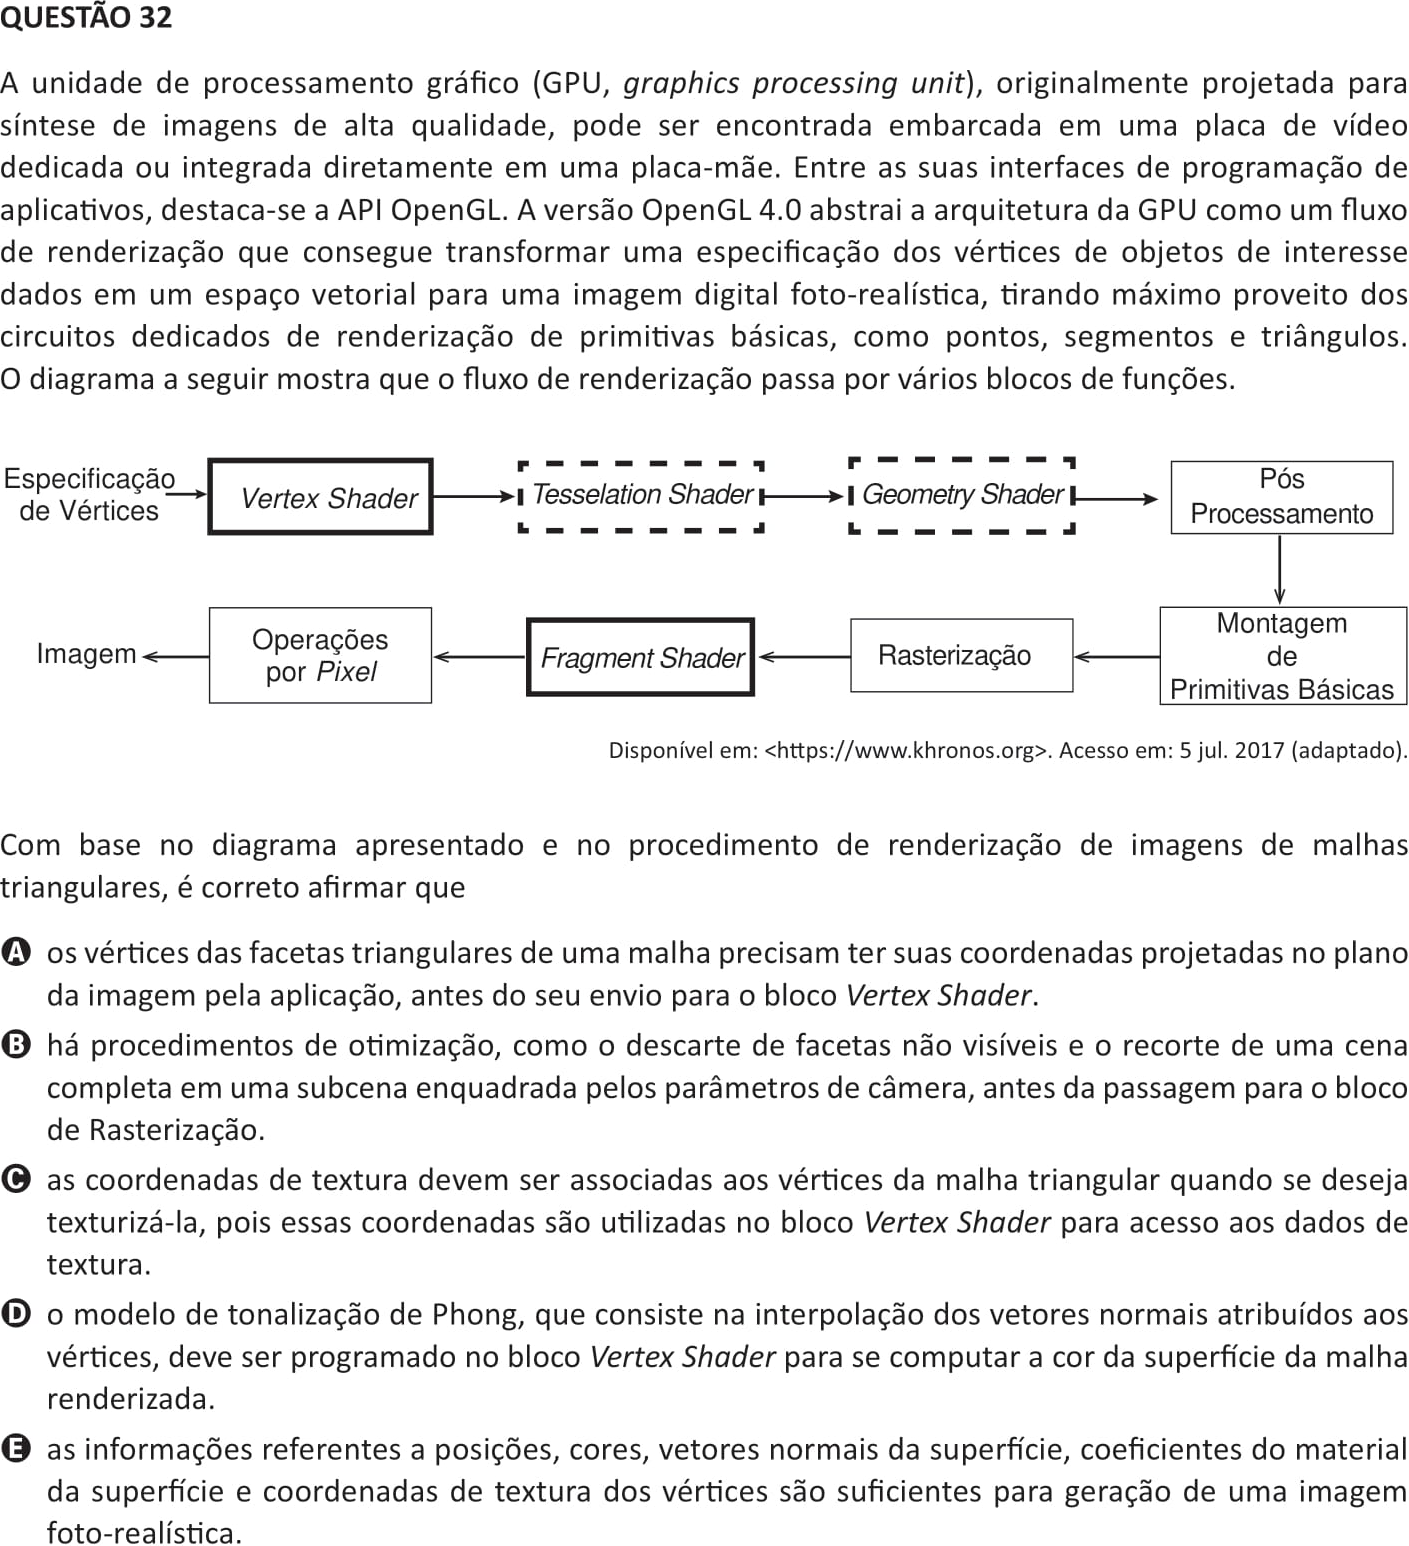 QUESTÃO 32
A unidade de processamento gráfico (GPU, graphics processing unit), originalmente projetada para
síntese de imagens de alta qualidade, pode ser encontrada embarcada em uma placa de vídeo
dedicada ou integrada diretamente em uma placa-mãe. Entre as suas interfaces de programação de
aplicativos, destaca-se a API OpenGL. A versão OpenGL 4.0 abstrai a arquitetura da GPU como um fluxo
de renderização que consegue transformar uma especificação dos vértices de objetos de interesse
dados em um espaço vetorial para uma imagem digital foto-realística, tirando máximo proveito dos
circuitos dedicados de renderização de primitivas básicas, como pontos, segmentos e triângulos.
O diagrama a seguir mostra que o fluxo de renderização passa por vários blocos de funções.
Especificação
de Vértices
Vertex Shader
Tesselation Shader
Geometry Shader
Pós
Processamento
Imagem
Operações
por Pixel
Fragment Shader
Rasterização
Montagem
de
Primitivas Básicas
Disponível em: <https://www.khronos.org>. Acesso em: 5 jul. 2017 (adaptado).
Com base no diagrama apresentado e no procedimento de renderização de imagens de malhas
triangulares, é correto afirmar que
A os vértices das facetas triangulares de uma malha precisam ter suas coordenadas projetadas no plano
da imagem pela aplicação, antes do seu envio para o bloco Vertex Shader.
B há procedimentos de otimização, como o descarte de facetas não visíveis e o recorte de uma cena
completa em uma subcena enquadrada pelos parâmetros de câmera, antes da passagem para o bloco
de Rasterização.
C as coordenadas de textura devem ser associadas aos vértices da malha triangular quando se deseja
texturizá-la, pois essas coordenadas são utilizadas no bloco Vertex Shader para acesso aos dados de
textura.
D o modelo de tonalização de Phong, que consiste na interpolação dos vetores normais atribuídos aos
vértices, deve ser programado no bloco Vertex Shader para se computar a cor da superfície da malha
renderizada.
E as informações referentes a posições, cores, vetores normais da superfície, coeficientes do material
da superfície e coordenadas de textura dos vértices são suficientes para geração de uma imagem
foto-realística.